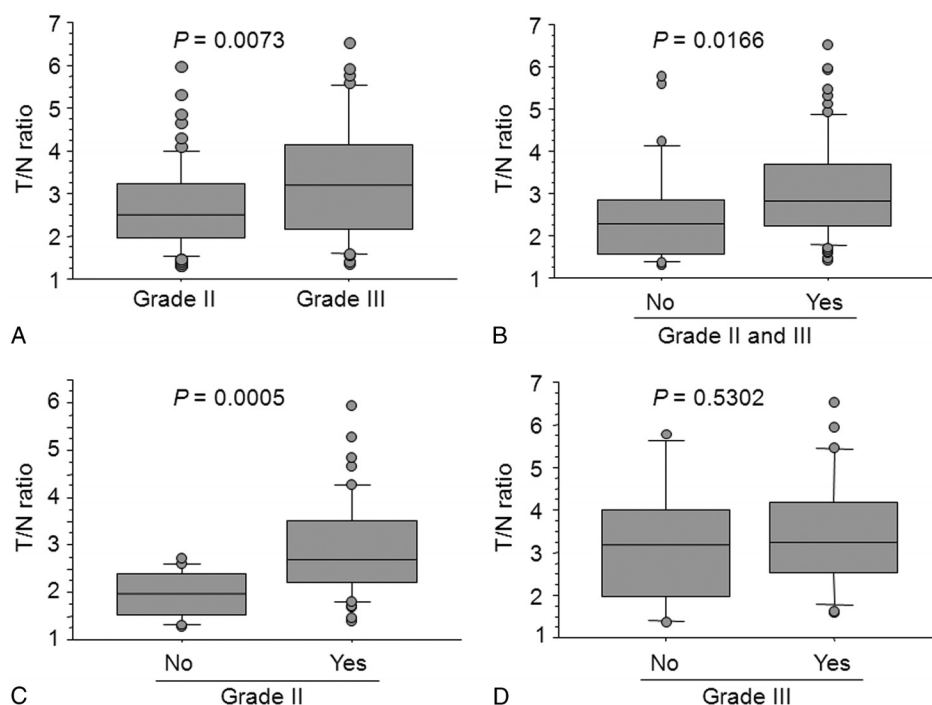 P = 0.0073
T/N ratio
7
6
5
4
3
2
1
Grade II Grade III
A
P = 0.0166
T/N ratio
7
6
5
4
3
2
1
No Yes
Grade II and III
B
P = 0.0005
T/N ratio
6
5
4
3
2
1
No Yes
Grade II
C
P = 0.5302
T/N ratio
7
6
5
4
3
2
1
No Yes
Grade III
D